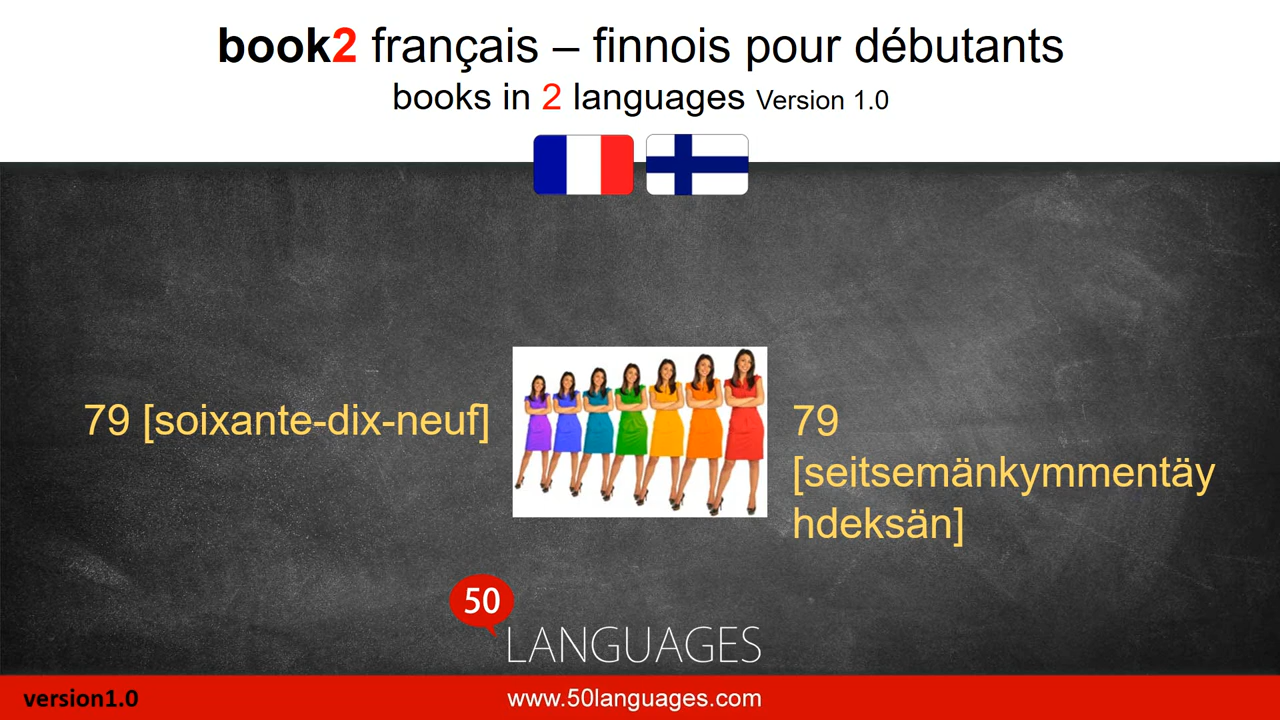 book2 français – finnois pour débutants
books in 2 languages Version 1.0
79 [soixante-dix-neuf]
79
[seitsemänkymmentäy
hdeksän]
50
LANGUAGES
version1.0
www.50languages.com